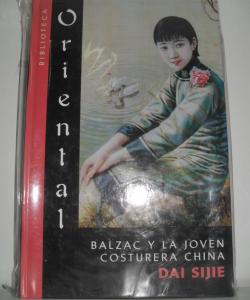 BIBLIOTECA
Oriental
BALZAC Y LA JOVEN
COSTURERA CHINA
DAI SIJIE